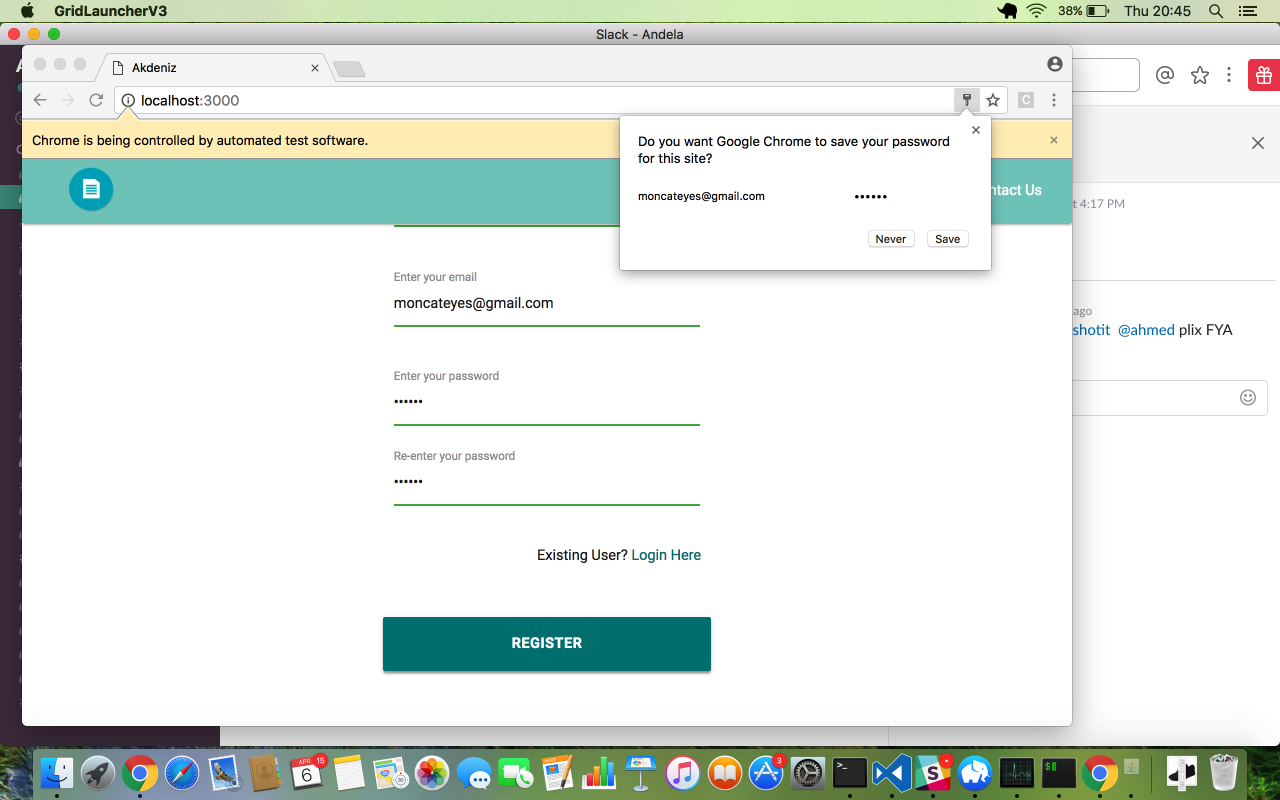 GridLauncherV3
38%
Thu 20:45
Slack - Andela
Akdeniz
localhost:3000
C
Chrome is being controlled by automated test software.
Do you want Google Chrome to save your password
for this site?
moncateyes@gmail.com ••••••
Never
Save
ntact Us
t 4:17 PM
ago
shotit @ahmed plix FYA
Enter your email
moncateyes@gmail.com
Enter your password
••••••
Re-enter your password
••••••
Existing User? Login Here
REGISTER
APR
15
6
30
3